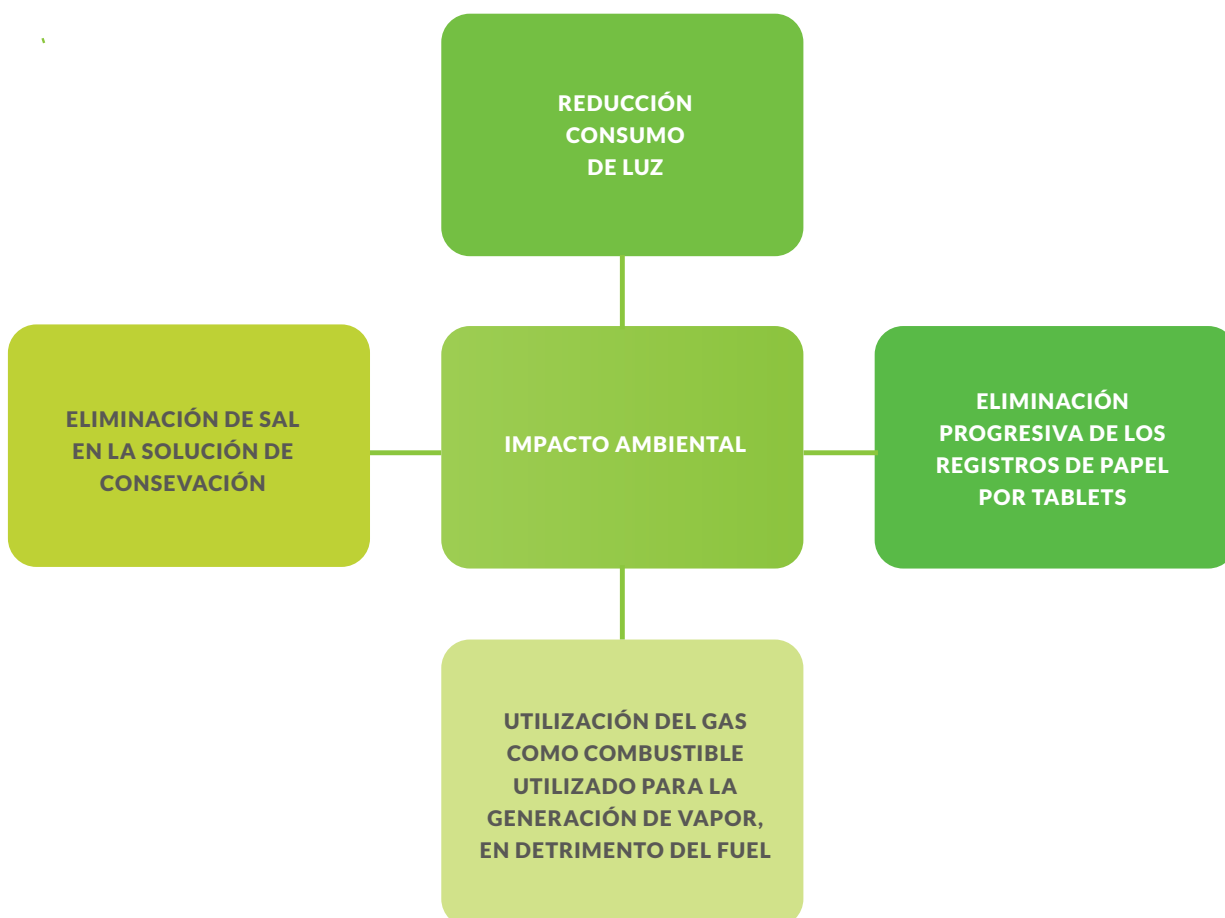 REDUCCIÓN
CONSUMO
DE LUZ
ELIMINACIÓN DE SAL
EN LA SOLUCIÓN DE
CONSEVACIÓN
IMPACTO AMBIENTAL
ELIMINACIÓN
PROGRESIVA DE LOS
REGISTROS DE PAPEL
POR TABLETS
UTILIZACIÓN DEL GAS
COMO COMBUSTIBLE
UTILIZADO PARA LA
GENERACIÓN DE VAPOR,
EN DETRIMENTO DEL FUEL